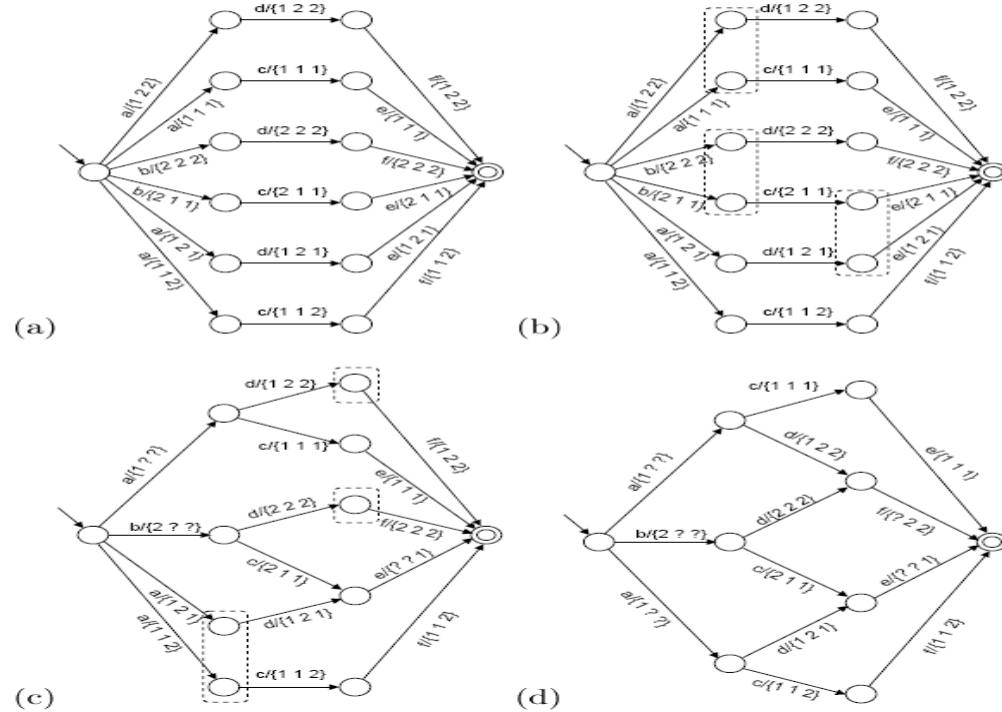 d/{1 2 2}
a/{1 2 2}
f/{1 2 2}
c/{1 1 1}
a/{1 1 1}
e/{1 1 1}
d/{2 2 2}
b/{2 2 2}
f/{2 2 2}
c/{2 1 1}
b/{2 1 1}
e/{2 1 1}
a/{1 2 1}
d/{1 2 1}
e/{1 2 1}
a/{1 1 2}
c/{1 1 2}
f/{1 1 2}
(a)
d/{1 2 2}
a/{1 2 2}
f/{1 2 2}
c/{1 1 1}
a/{1 1 1}
e/{1 1 1}
d/{2 2 2}
b/{2 2 2}
f/{2 2 2}
c/{2 1 1}
b/{2 1 1}
e/{2 1 1}
a/{1 2 1}
d/{1 2 1}
e/{1 2 1}
a/{1 1 2}
c/{1 1 2}
f/{1 1 2}
(b)
d/{1 2 2}
a/{1 ? ?}
c/{1 1 1}
f/{1 2 2}
e/{1 1 1}
d/{2 2 2}
f/{2 2 2}
b/{2 ? ?}
c/{2 1 1}
e/{? ? 1}
a/{1 2 1}
d/{1 2 1}
a/{1 1 2}
f/{1 1 2}
c/{1 1 2}
(c)
c/{1 1 1}
a/{1 ? ?}
d/{1 2 2}
e/{1 1 1}
d/{2 2 2}
f/{? 2 2}
b/{2 ? ?}
c/{2 1 1}
e/{? ? 1}
a/{1 ? ?}
d/{1 2 1}
f/{1 1 2}
c/{1 1 2}
(d)